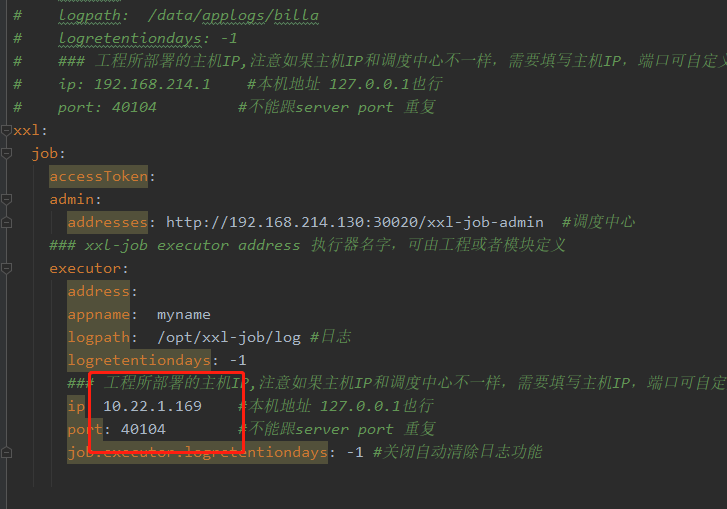 #    logpath:  /data/applogs/billa
#    logretentiondays: -1
#    ### 工程所部署的主机IP,注意如果主机IP和调度中心不一样，需要填写主机IP，端口可自定义
#    ip: 192.168.214.1    #本机地址 127.0.0.1也行
#    port: 40104         #不能跟server port 重复
xxl:
  job:
    accessToken:
    admin:
      addresses: http://192.168.214.130:30020/xxl-job-admin  #调度中心
    ### xxl-job executor address 执行器名字，可由工程或者模块定义
    executor:
      address:
      appname:  myname
      logpath:  /opt/xxl-job/log #日志
      logretentiondays: -1
      ### 工程所部署的主机IP,注意如果主机IP和调度中心不一样，需要填写主机IP，端口可自定
      ip  10.22.1.169    #本机地址 127.0.0.1也行
      port: 40104        #不能跟server port 重复
      job.executor.logretentiondays: -1 #关闭自动清除日志功能